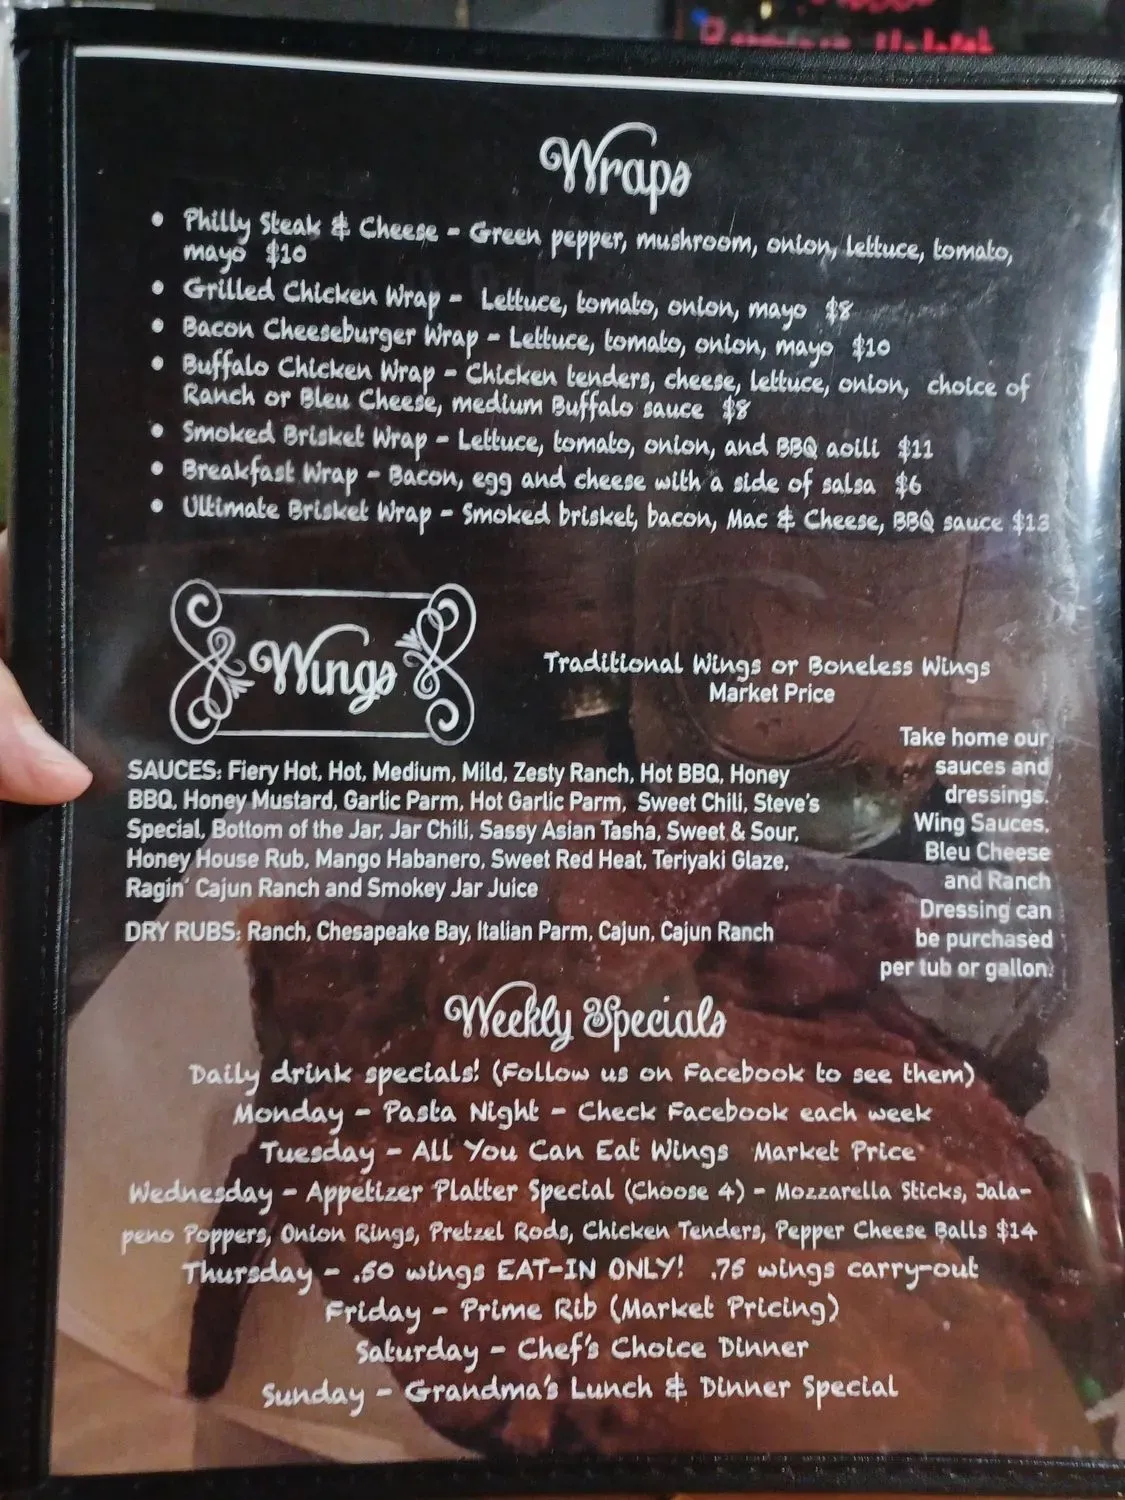 Wraps
• Philly Steak & Cheese - Green pepper, mushroom, onion, lettuce, tomato,
mayo $10
• Grilled Chicken Wrap - Lettuce, tomato, onion, mayo $8
• Bacon Cheeseburger Wrap - Lettuce, tomato, onion, mayo $10
• Buffalo Chicken Wrap - Chicken tenders, cheese, lettuce, onion, choice of
Ranch or Bleu Cheese, medium Buffalo sauce $8
• Smoked Brisket Wrap - Lettuce, tomato, onion, and BBQ aoili $11
• Breakfast Wrap - Bacon, egg and cheese with a side of salsa $6
• Ultimate Brisket Wrap - Smoked brisket, bacon, Mac & Cheese, BBQ sauce $13
Wings
Traditional Wings or Boneless Wings
Market Price
SAUCES: Fiery Hot, Hot, Medium, Mild, Zesty Ranch, Hot BBQ, Honey
BBQ, Honey Mustard, Garlic Parm, Hot Garlic Parm, Sweet Chili, Steve's
Special, Bottom of the Jar, Jar Chili, Sassy Asian Tasha, Sweet & Sour,
Honey House Rub, Mango Habanero, Sweet Red Heat, Teriyaki Glaze,
Ragin' Cajun Ranch and Smokey Jar Juice
DRY RUBS: Ranch, Chesapeake Bay, Italian Parm, Cajun, Cajun Ranch
Take home our
sauces and
dressings.
Wing Sauces,
Bleu Cheese
and Ranch
Dressing can
be purchased
per tub or gallon.
Weekly Specials
Daily drink specials! (Follow us on Facebook to see them)
Monday - Pasta Night - Check Facebook each week
Tuesday - All You Can Eat Wings Market Price
Wednesday - Appetizer Platter Special (Choose 4) - Mozzarella Sticks, Jala-
peno Poppers, Onion Rings, Pretzel Rods, Chicken Tenders, Pepper Cheese Balls $14
Thursday - .60 wings EAT-IN ONLY! .75 wings carry-out
Friday - Prime Rib (Market Pricing)
Saturday - Chef's Choice Dinner
Sunday - Grandma's Lunch & Dinner Special